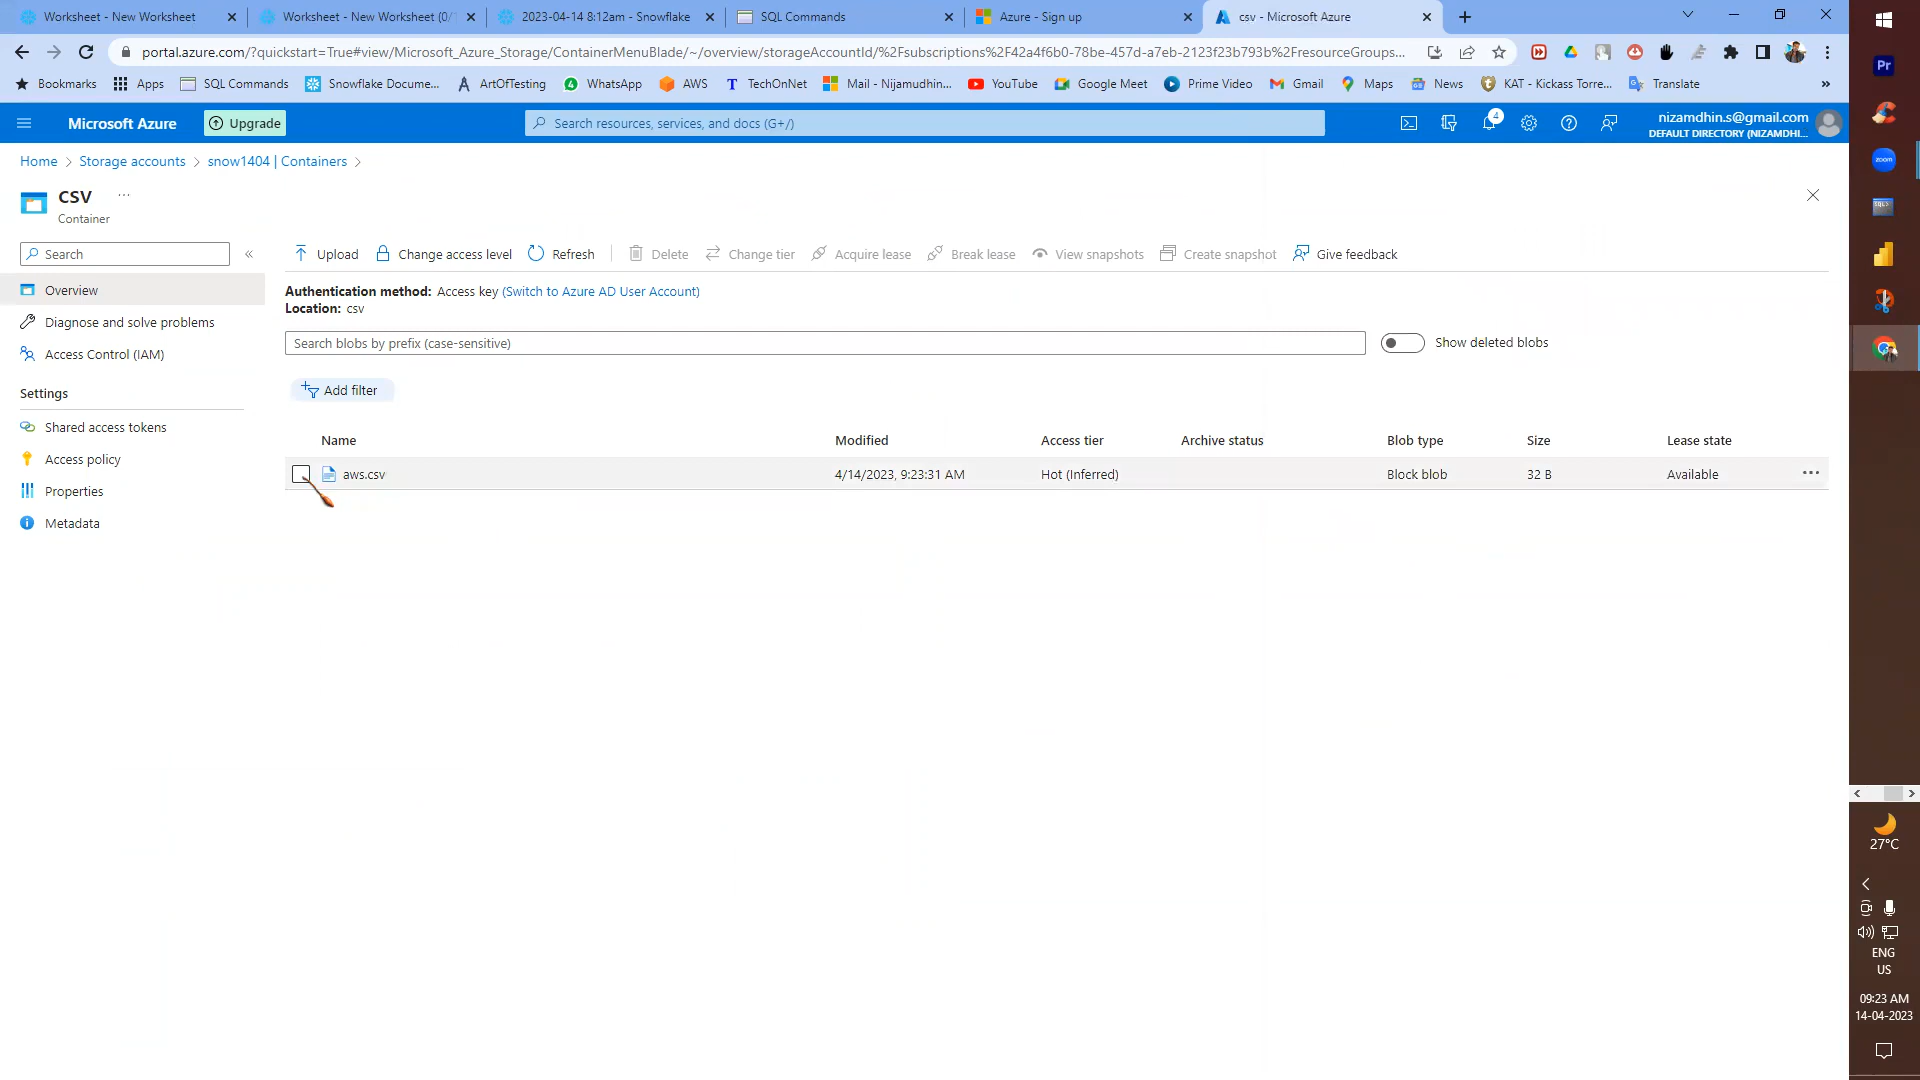 Worksheet - New Worksheet
Worksheet - New Worksheet (0/1
2023-04-14 8:12am - Snowflake
SQL Commands
Azure - Sign up
csv - Microsoft Azure
portal.azure.com/?quickstart=True#view/Microsoft_Azure_Storage/ContainerMenuBlade/~/overview/storageAccountId/%2Fsubscriptions%2F42a4f6b0-78be-457d-a7eb-2123f23b793b%2FresourceGroups...
Bookmarks
Apps
SQL Commands
Snowflake Docume...
ArtOfTesting
WhatsApp
AWS
TechOnNet
Mail - Nijamudhin...
YouTube
Google Meet
Prime Video
Gmail
Maps
News
KAT - Kickass Torre...
Translate
Microsoft Azure
Upgrade
Search resources, services, and docs (G+/)
4
nizamdhin.s@gmail.com
DEFAULT DIRECTORY (NIZAMDHI...
Home > Storage accounts > snow1404 | Containers >
csv ...
Container
Search
Upload
Change access level
Refresh
Delete
Change tier
Acquire lease
Break lease
View snapshots
Create snapshot
Give feedback
Overview
Diagnose and solve problems
Access Control (IAM)
Settings
Shared access tokens
Access policy
Properties
Metadata
Authentication method: Access key (Switch to Azure AD User Account)
Location: csv
Search blobs by prefix (case-sensitive)
Show deleted blobs
Add filter
Name Modified Access tier Archive status Blob type Size Lease state
aws.csv 4/14/2023, 9:23:31 AM Hot (Inferred) Block blob 32 B Available ...
Pr
zoom
27°C
ENG
US
09:23 AM
14-04-2023